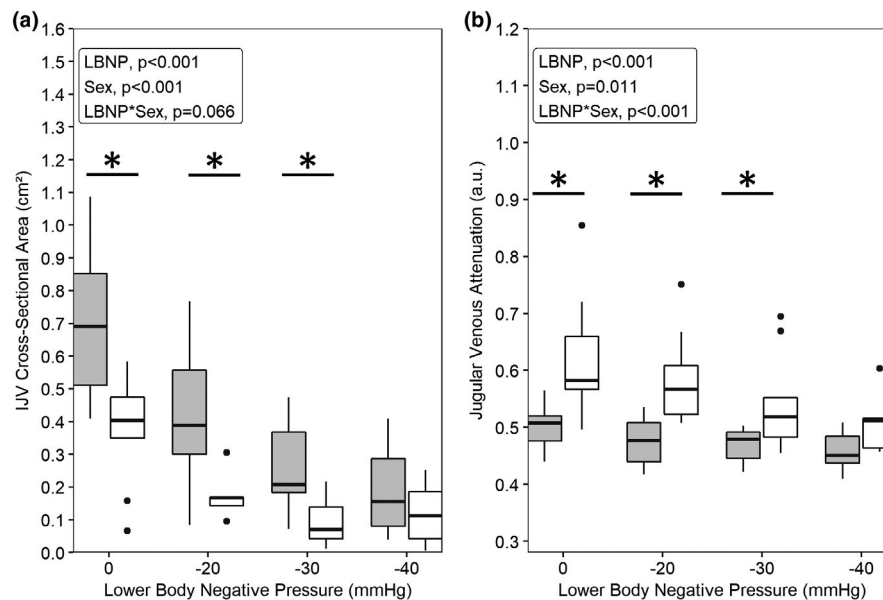 (a)
LBNP, p<0.001
Sex, p<0.001
LBNP*Sex, p=0.066
* * *
IJV Cross-Sectional Area (cm²)
1.6
1.5
1.4
1.3
1.2
1.1
1.0
0.9
0.8
0.7
0.6
0.5
0.4
0.3
0.2
0.1
0.0
0 -20 -30 -40
Lower Body Negative Pressure (mmHg)
(b)
LBNP, p<0.001
Sex, p=0.011
LBNP*Sex, p<0.001
* * *
Jugular Venous Attenuation (a.u.)
1.2
1.1
1.0
0.9
0.8
0.7
0.6
0.5
0.4
0.3
0 -20 -30 -40
Lower Body Negative Pressure (mmHg)